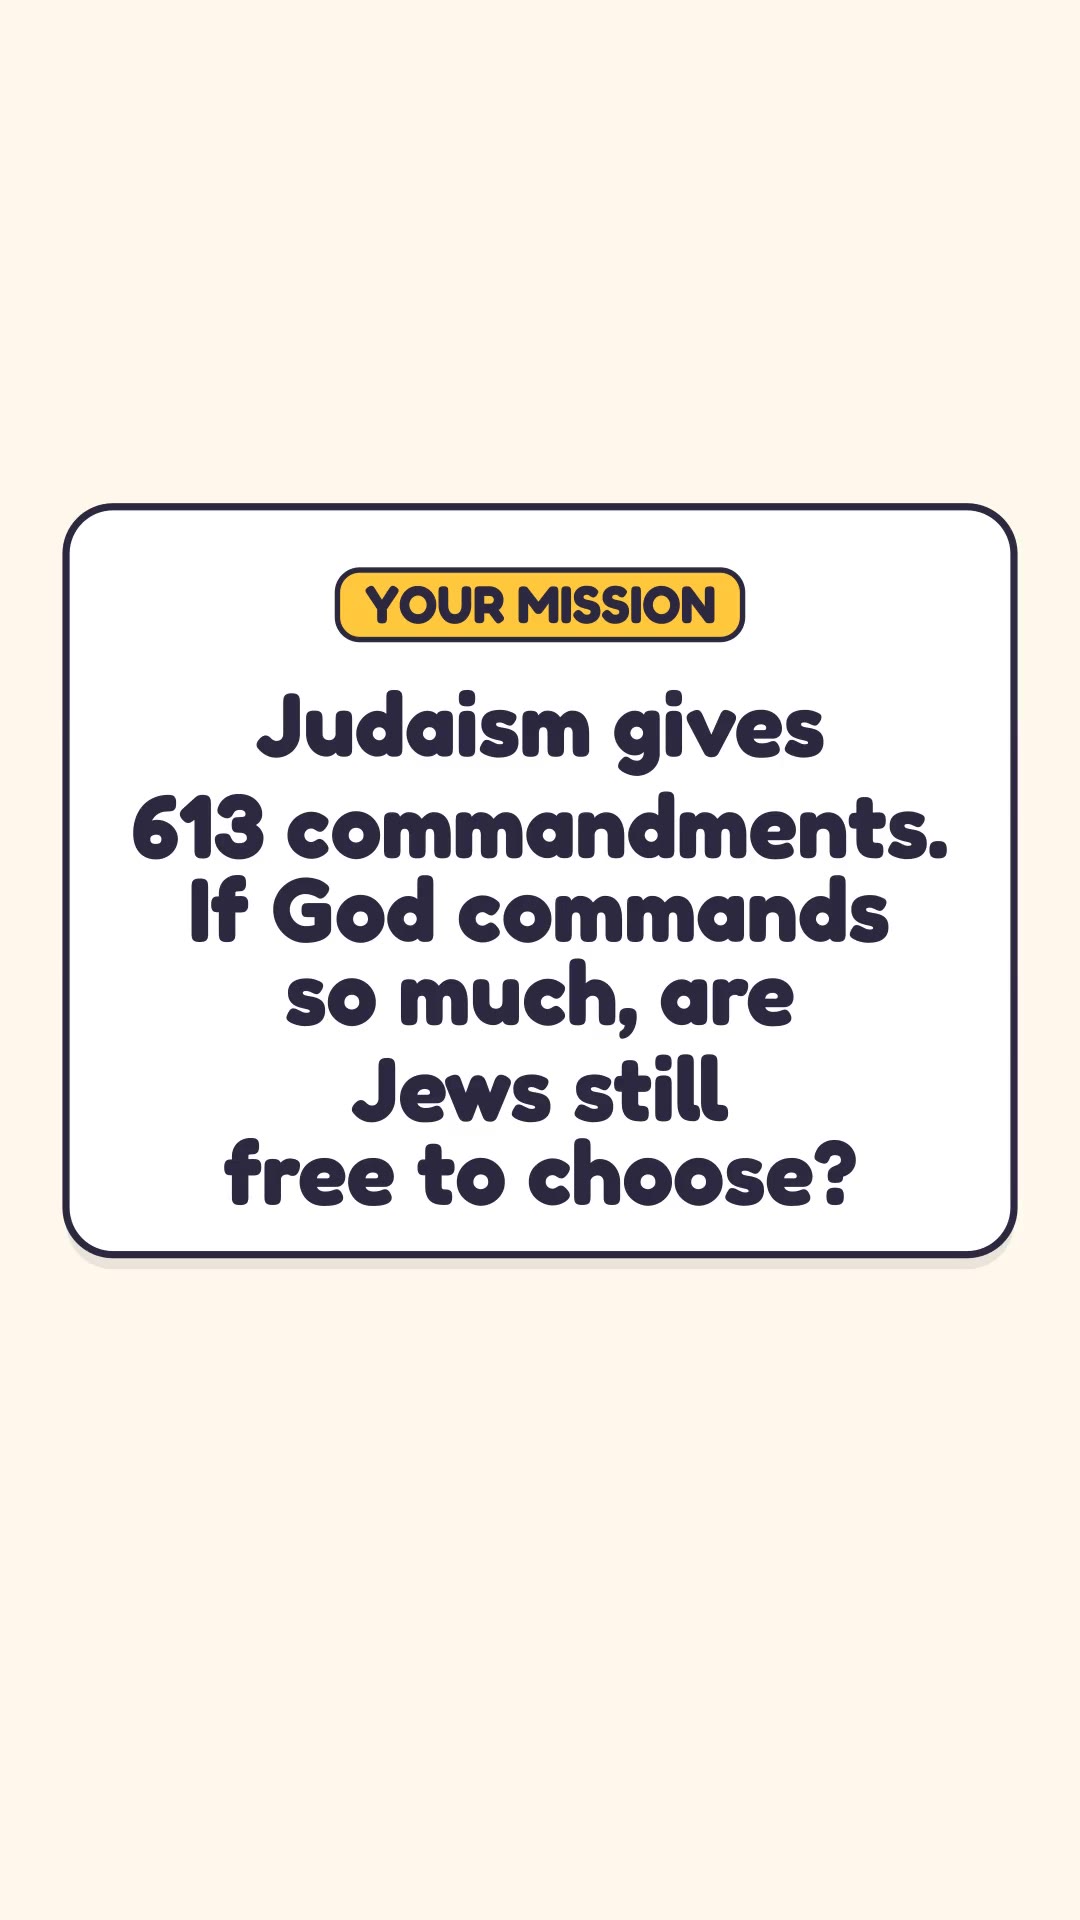 YOUR MISSION
Judaism gives
613 commandments.
If God commands
so much, are
Jews still
free to choose?